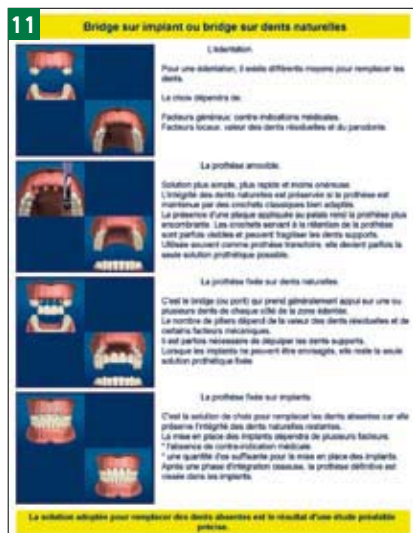 11
Bridge sur implant ou bridge sur dents naturelles
L'édentation
Pour une édentation, il existe différents moyens pour remplacer les
dents.
Le choix dépendra de:
Facteurs généraux: contre-indications médicales.
Facteurs locaux: valeur des dents résiduelles et du parodonte.
La prothèse amovible.
Solution plus simple, plus rapide et moins onéreuse.
L'intégrité des dents naturelles est préservée si la prothèse est
maintenue par des crochets classiques bien adaptés.
La présence d'une plaque appliquée au palais rend la prothèse plus
encombrante. Les crochets servant à la rétention de la prothèse
sont parfois visibles et peuvent fragiliser les dents supports.
Utilisée souvent comme prothèse transitoire, elle devient parfois la
seule solution prothétique possible.
La prothèse fixée sur dents naturelles.
C'est le bridge (ou pont) qui prend généralement appui sur une ou
plusieurs dents de chaque côté de la zone édentée.
Le nombre de piliers dépend de la valeur des dents résiduelles et de
certains facteurs mécaniques.
Il est parfois nécessaire de dépulper les dents supports.
Lorsque les implants ne peuvent être envisagés, elle reste la seule
solution prothétique fixée.
La prothèse fixée sur implants.
C'est la solution de choix pour remplacer les dents absentes car elle
préserve l'intégrité des dents naturelles restantes.
La mise en place des implants dépendra de plusieurs facteurs:
* l'absence de contre-indication médicale
* une quantité d'os suffisante pour la mise en place des implants.
Après une phase d'intégration osseuse, la prothèse définitive est
vissée dans les implants.
La solution adoptée pour remplacer des dents absentes est le résultat d'une étude préalable
précise.